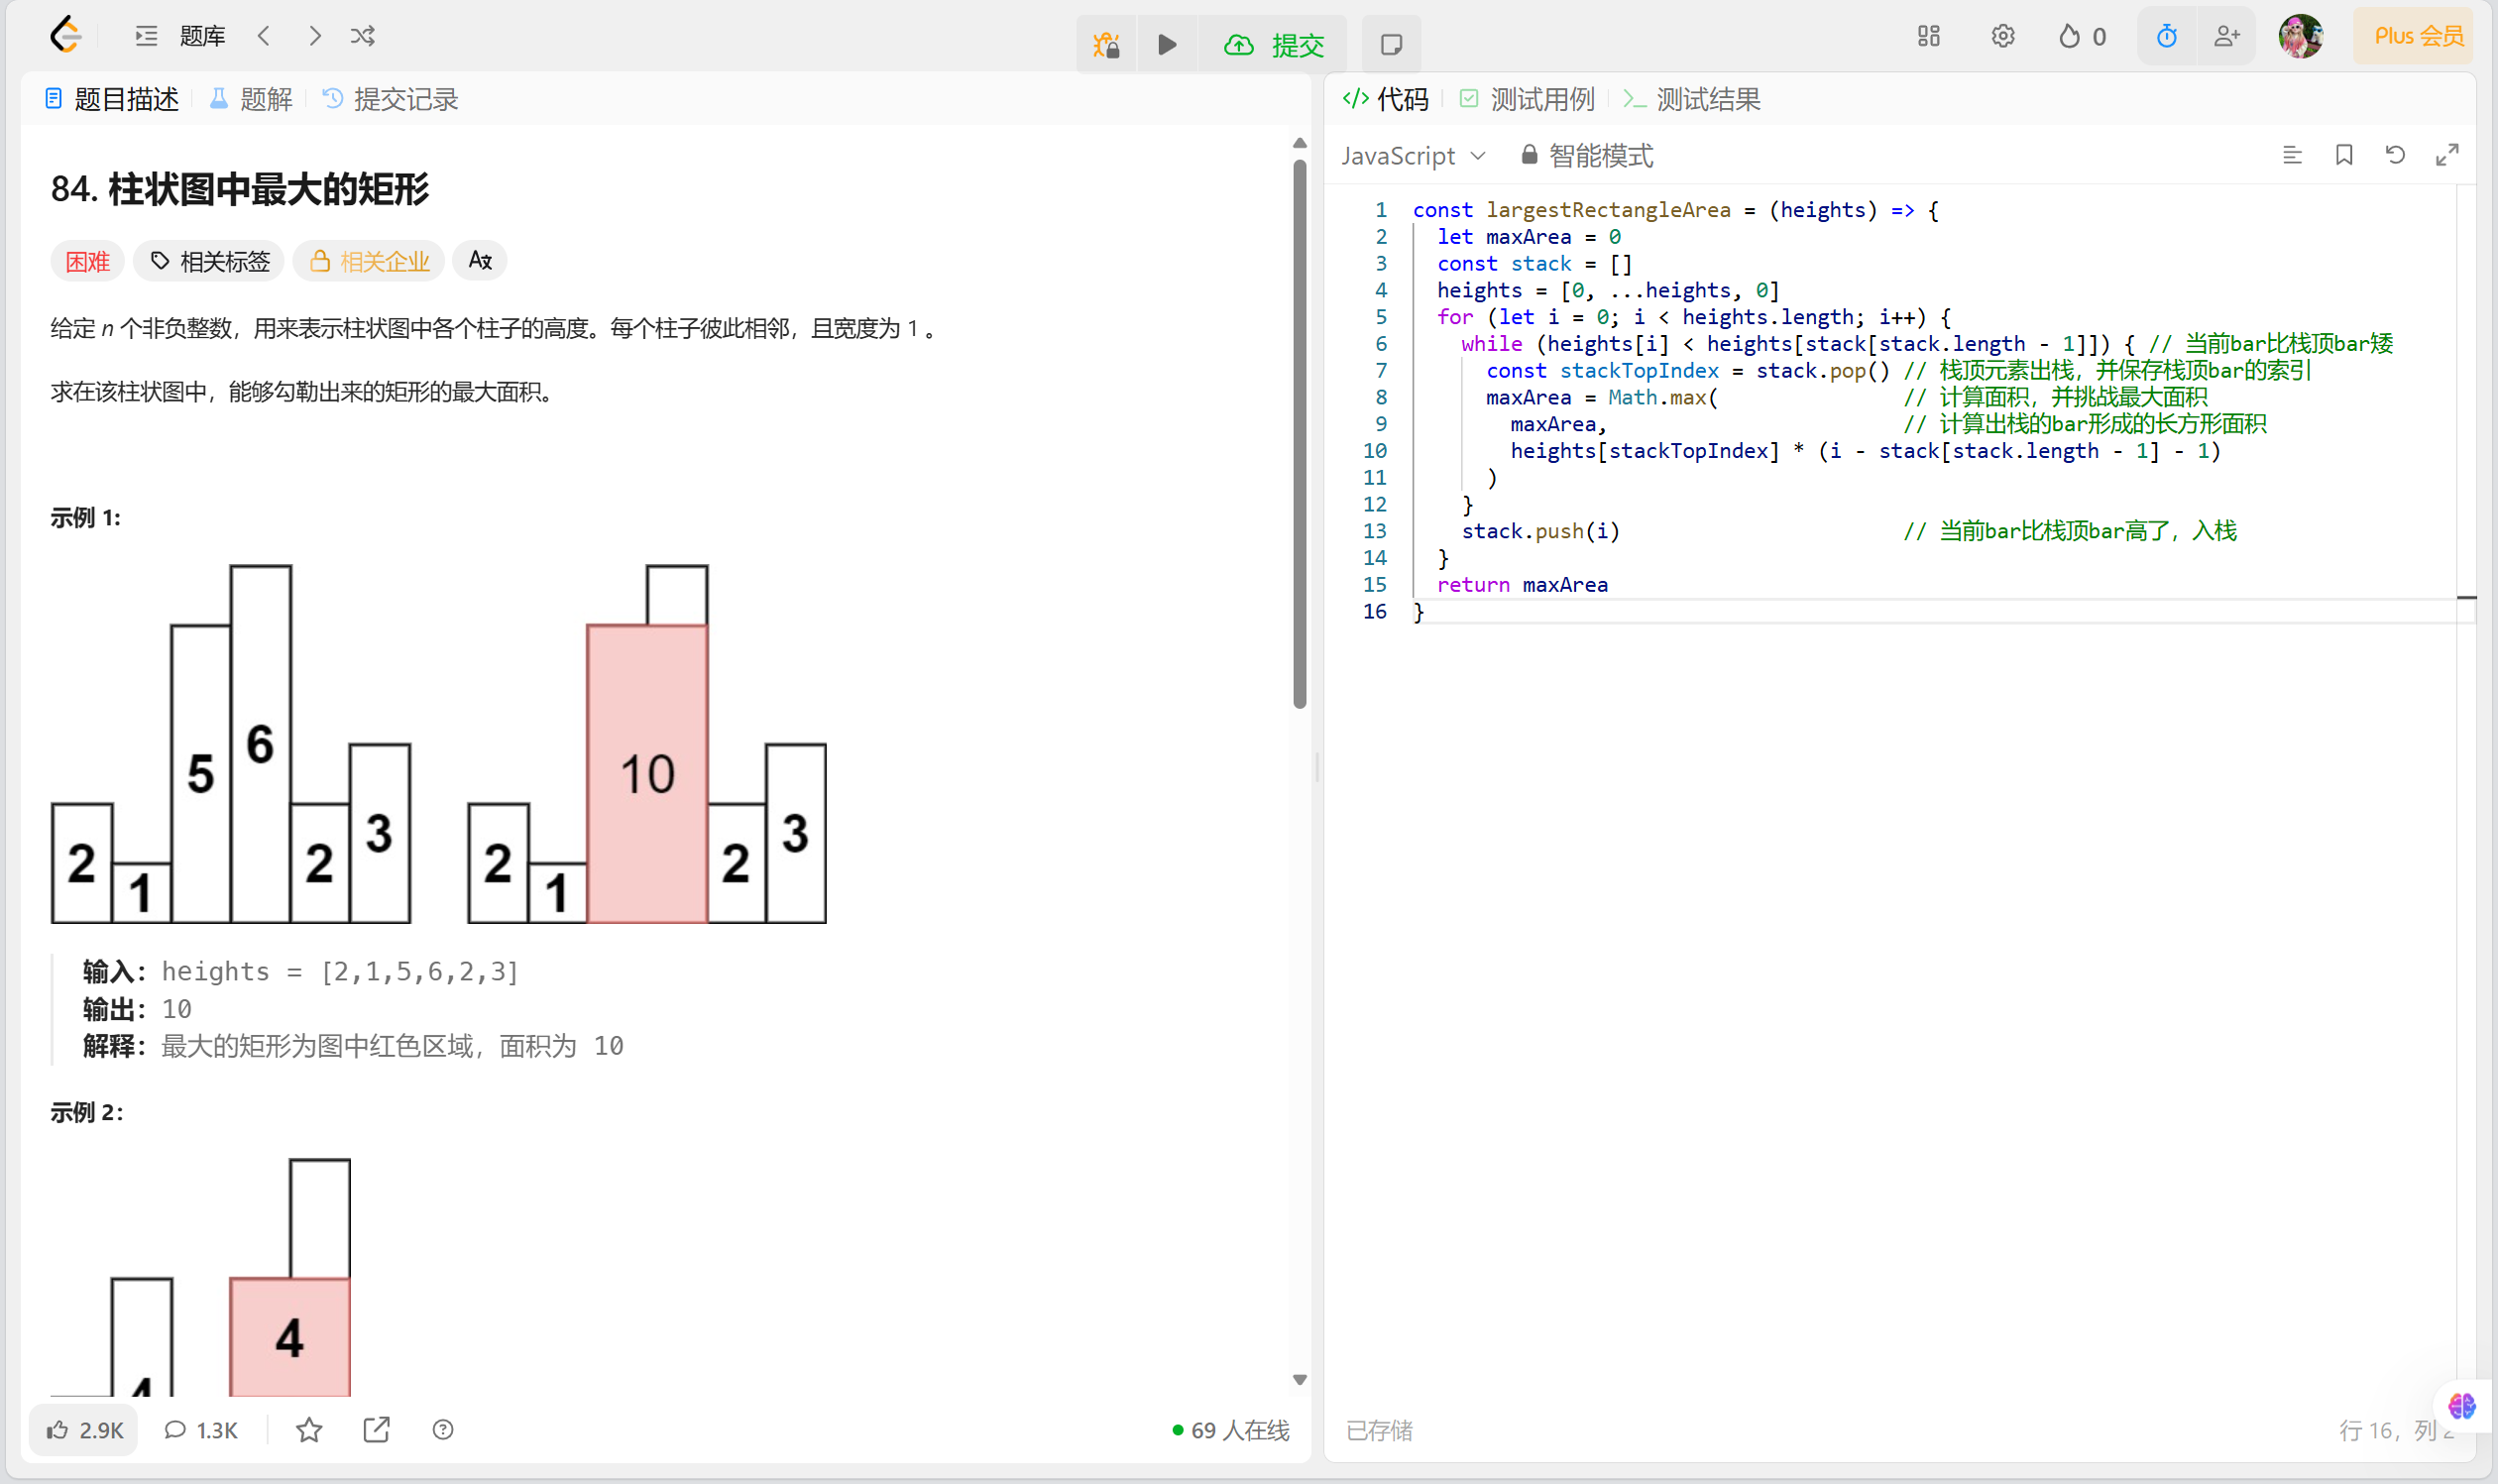 题库
提交
0
Plus 会员
题目描述
题解
提交记录
84. 柱状图中最大的矩形
困难
相关标签
相关企业
给定 n 个非负整数，用来表示柱状图中各个柱子的高度。每个柱子彼此相邻，且宽度为 1 。
求在该柱状图中，能够勾勒出来的矩形的最大面积。
示例 1:
2 1 5 6 2 3
2 1 10 2 3
输入：heights = [2,1,5,6,2,3]
输出：10
解释：最大的矩形为图中红色区域，面积为 10
示例 2：
4
4
2.9K
1.3K
69 人在线
代码
测试用例
测试结果
JavaScript
智能模式
1 const largestRectangleArea = (heights) => {
2 let maxArea = 0
3 const stack = []
4 heights = [0, ...heights, 0]
5 for (let i = 0; i < heights.length; i++) {
6 while (heights[i] < heights[stack[stack.length - 1]]) { // 当前bar比栈顶bar矮
7 const stackTopIndex = stack.pop() // 栈顶元素出栈，并保存栈顶bar的索引
8 maxArea = Math.max( // 计算面积，并挑战最大面积
9 maxArea, // 计算出栈的bar形成的长方形面积
10 heights[stackTopIndex] * (i - stack[stack.length - 1] - 1)
11 )
12 }
13 stack.push(i) // 当前bar比栈顶bar高了，入栈
14 }
15 return maxArea
16 }
已存储
行 16，列 2